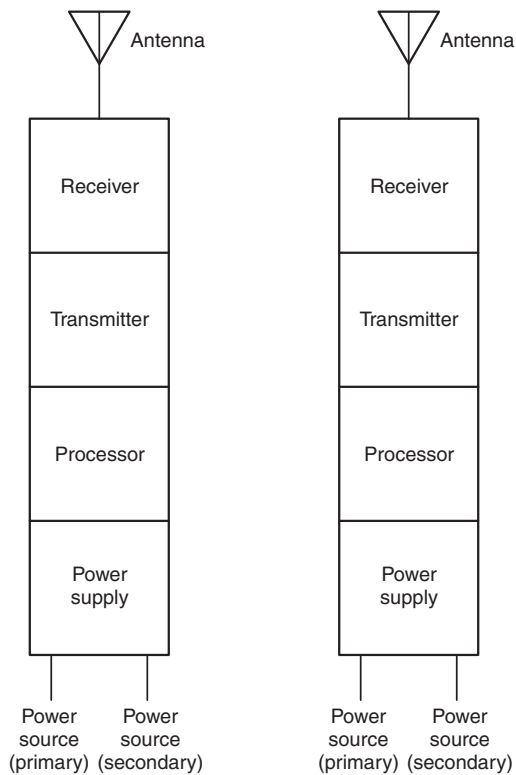 Antenna
Receiver
Transmitter
Processor
Power
supply
Power
source
(primary)
Power
source
(secondary)
Antenna
Receiver
Transmitter
Processor
Power
supply
Power
source
(primary)
Power
source
(secondary)